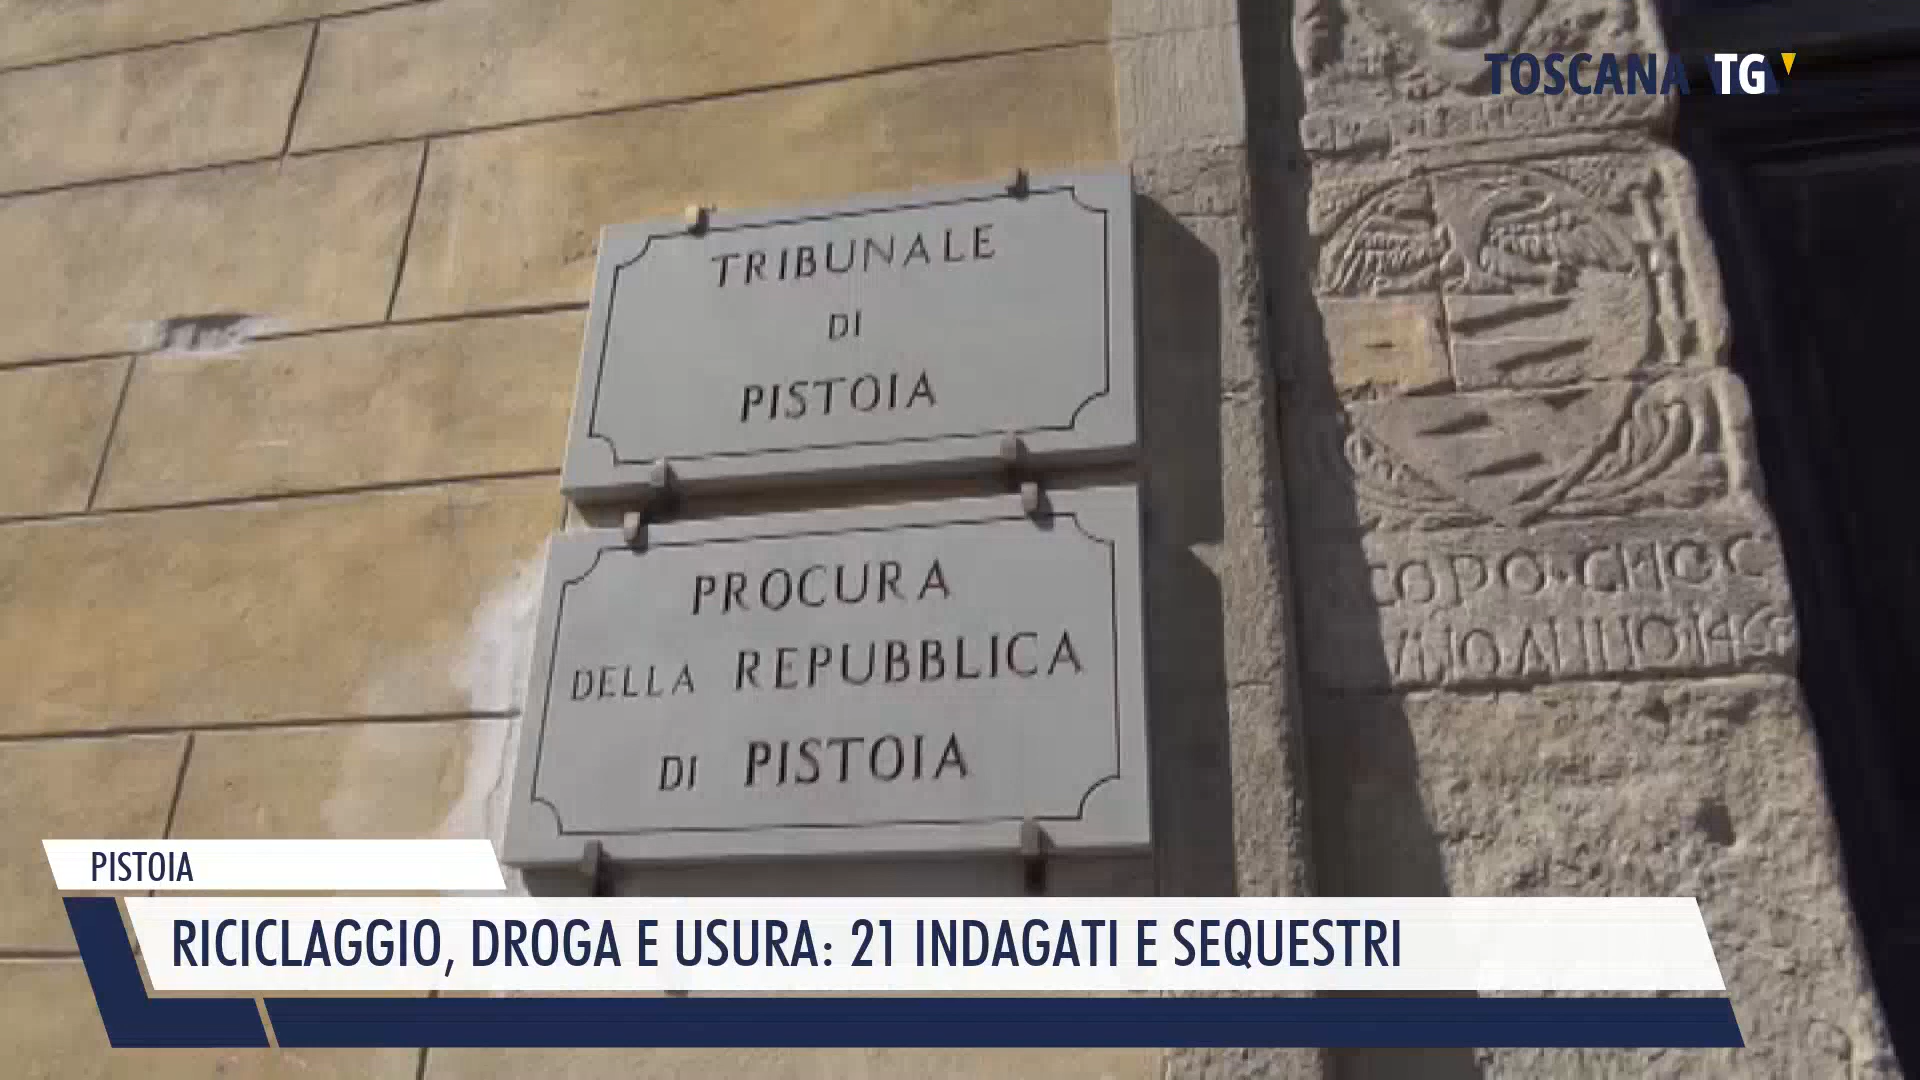 TOSCANA TG
TRIBUNALE
DI
PISTOIA
PROCURA
DELLA REPUBBLICA
DI PISTOIA
PISTOIA
RICICLAGGIO, DROGA E USURA: 21 INDAGATI E SEQUESTRI